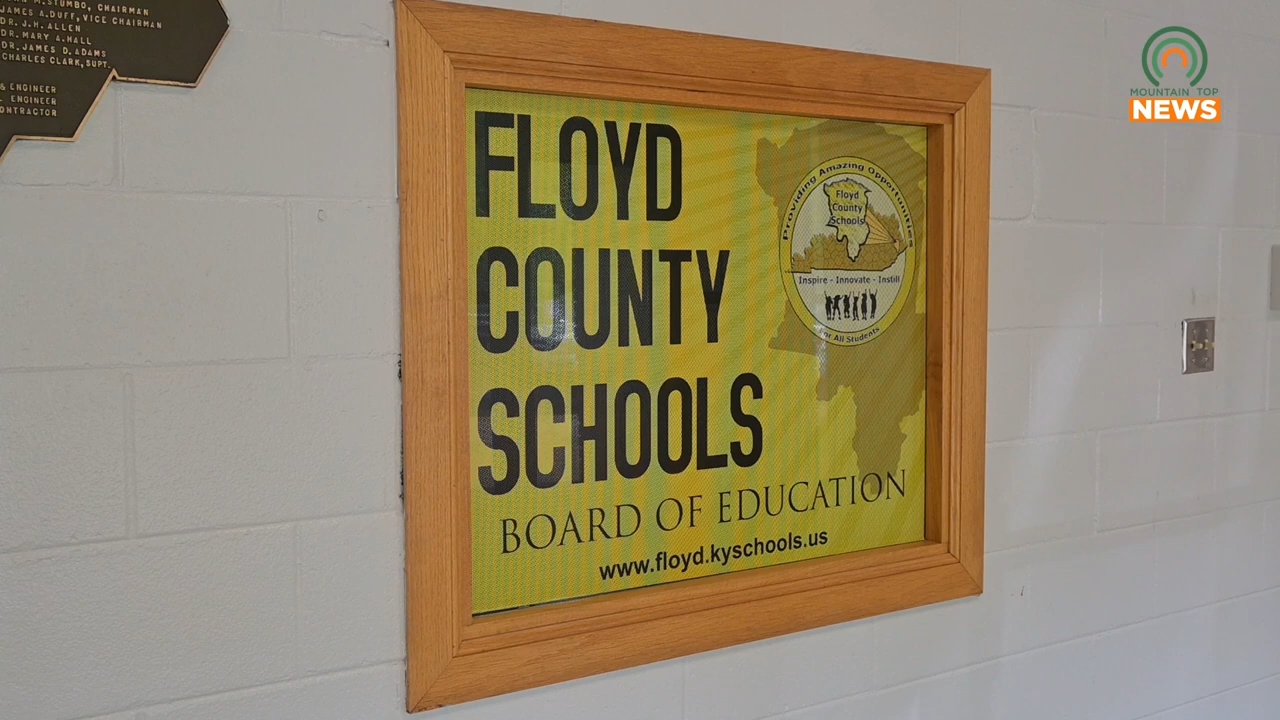 M. STUMBO, CHAIRMAN
JAMES A. DUFF, VICE CHAIRMAN
DR. J. H. ALLEN
DR. MARY A. HALL
DR. JAMES D. ADAMS
CHARLES CLARK, SUPT.
& ENGINEER
ENGINEER
FLOYD
COUNTY
SCHOOLS
BOARD OF EDUCATION
www.floyd.kyschools.us
Providing Amazing Opportunities
Floyd
County
Schools
Inspire - Innovate - Instill
For All Students
MOUNTAIN TOP
NEWS